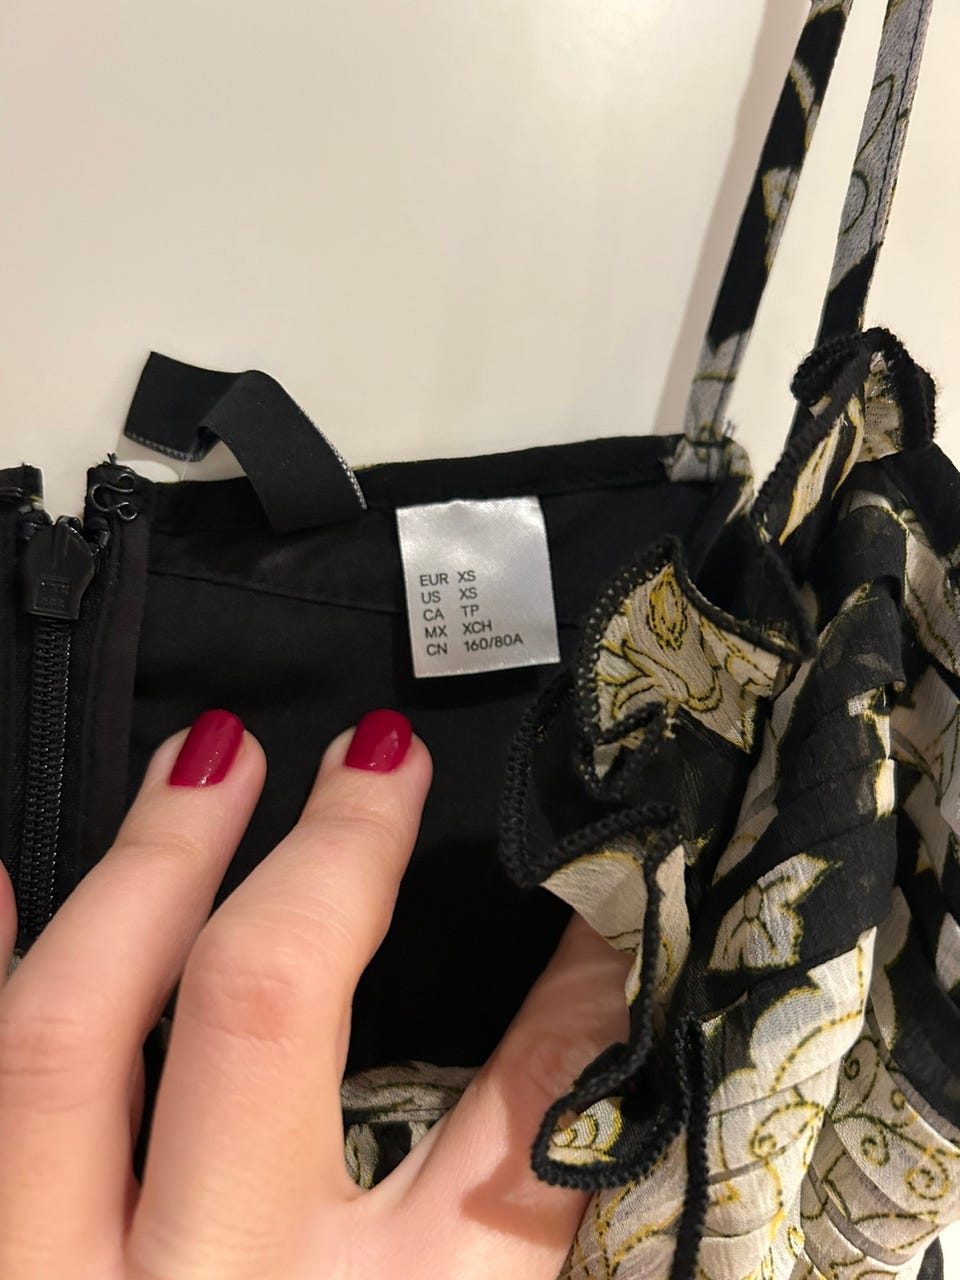 EUR XS
US XS
CA TP
MX XCH
CN 160/80A